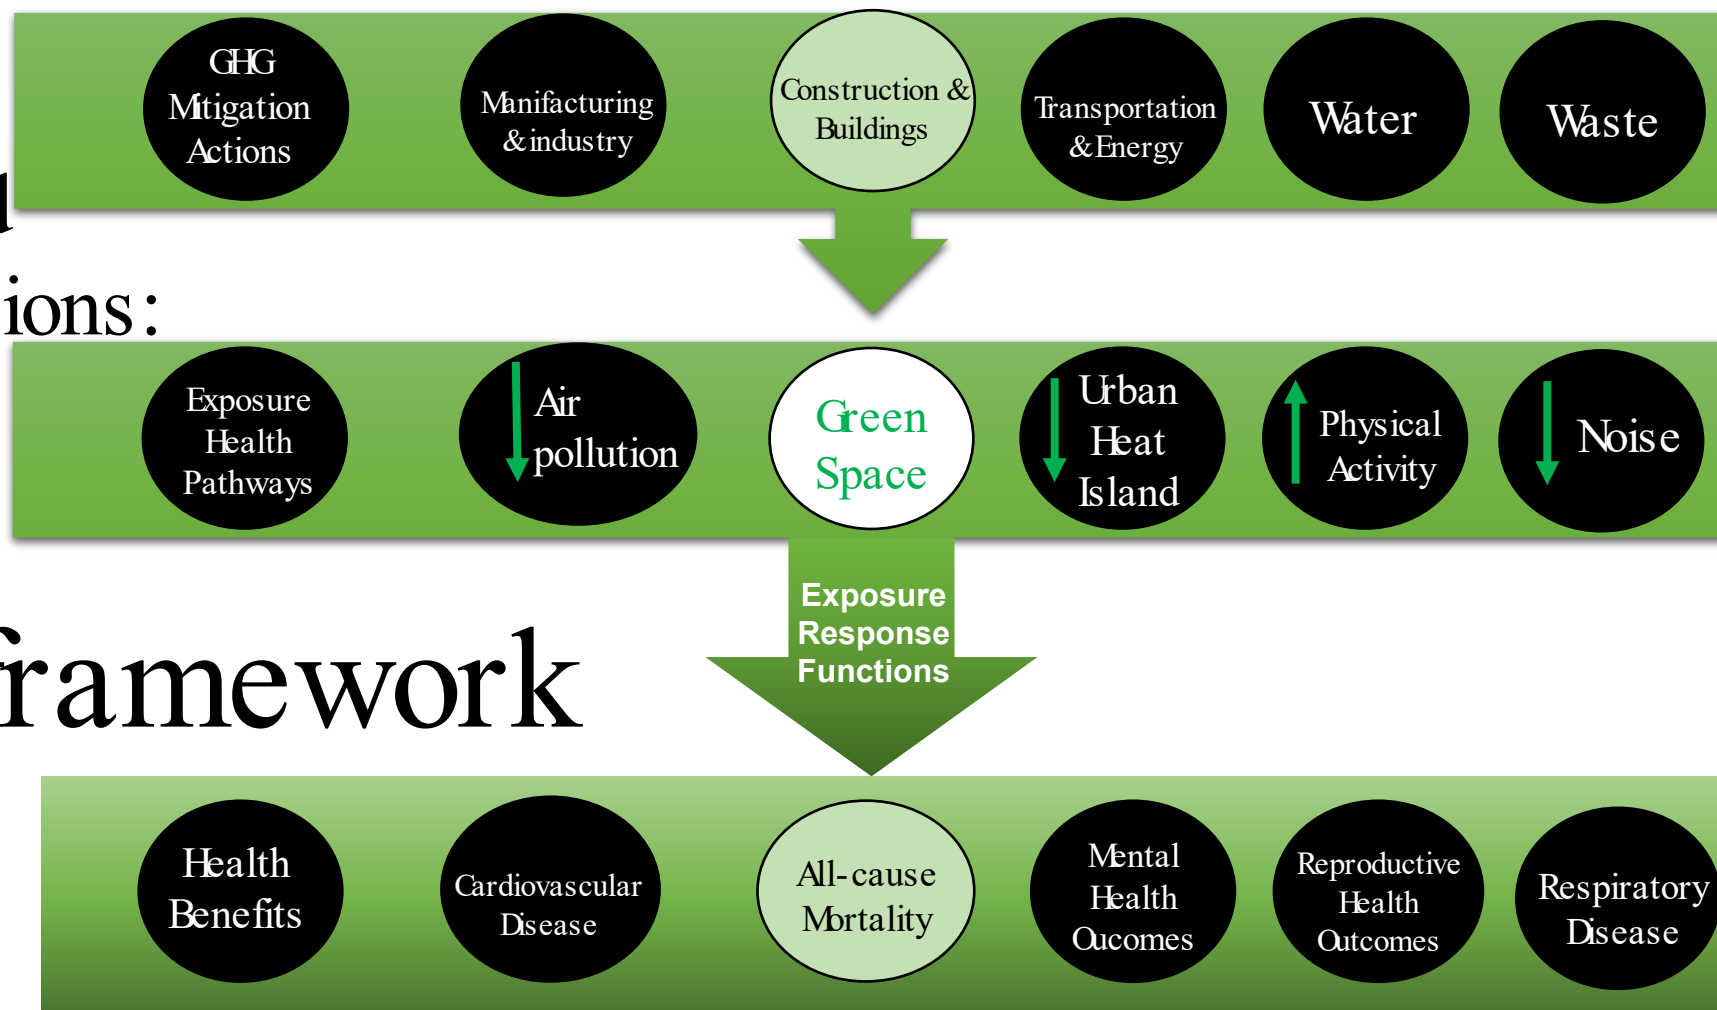 GHG
Mitigation
Actions
Manifacturing
& industry
Construction &
Buildings
Transportation
& Energy
Water
Waste
ions:
Exposure
Health
Pathways
Air
pollution
Green
Space
Urban
Heat
Island
Physical
Activity
Noise
Exposure
Response
Functions
framework
Health
Benefits
Cardiovascular
Disease
All-cause
Mortality
Mental
Health
Oucomes
Reproductive
Health
Outcomes
Respiratory
Disease